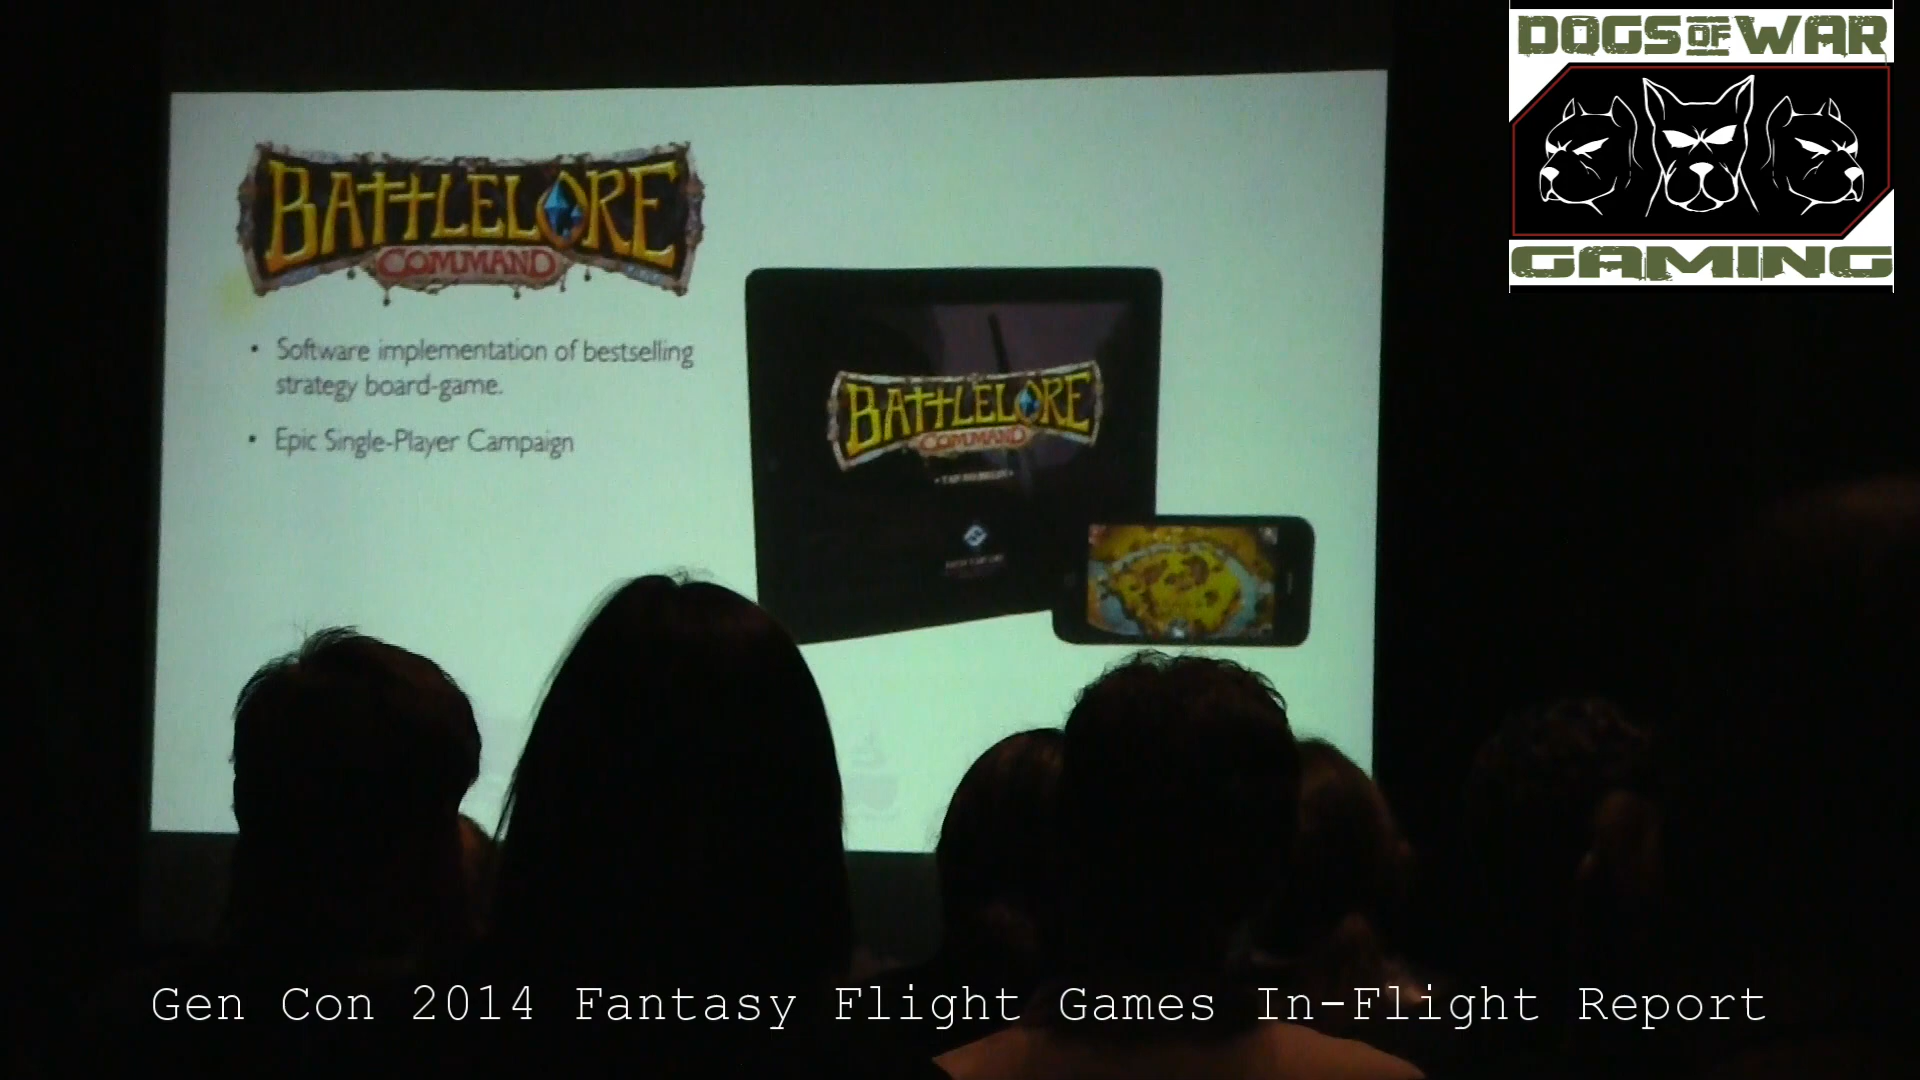 DOGS OF WAR
GAMING
BATTLELORE
COMMAND
• Software implementation of bestselling
strategy board-game.
• Epic Single-Player Campaign
BATTLELORE
COMMAND
Gen Con 2014 Fantasy Flight Games In-Flight Report